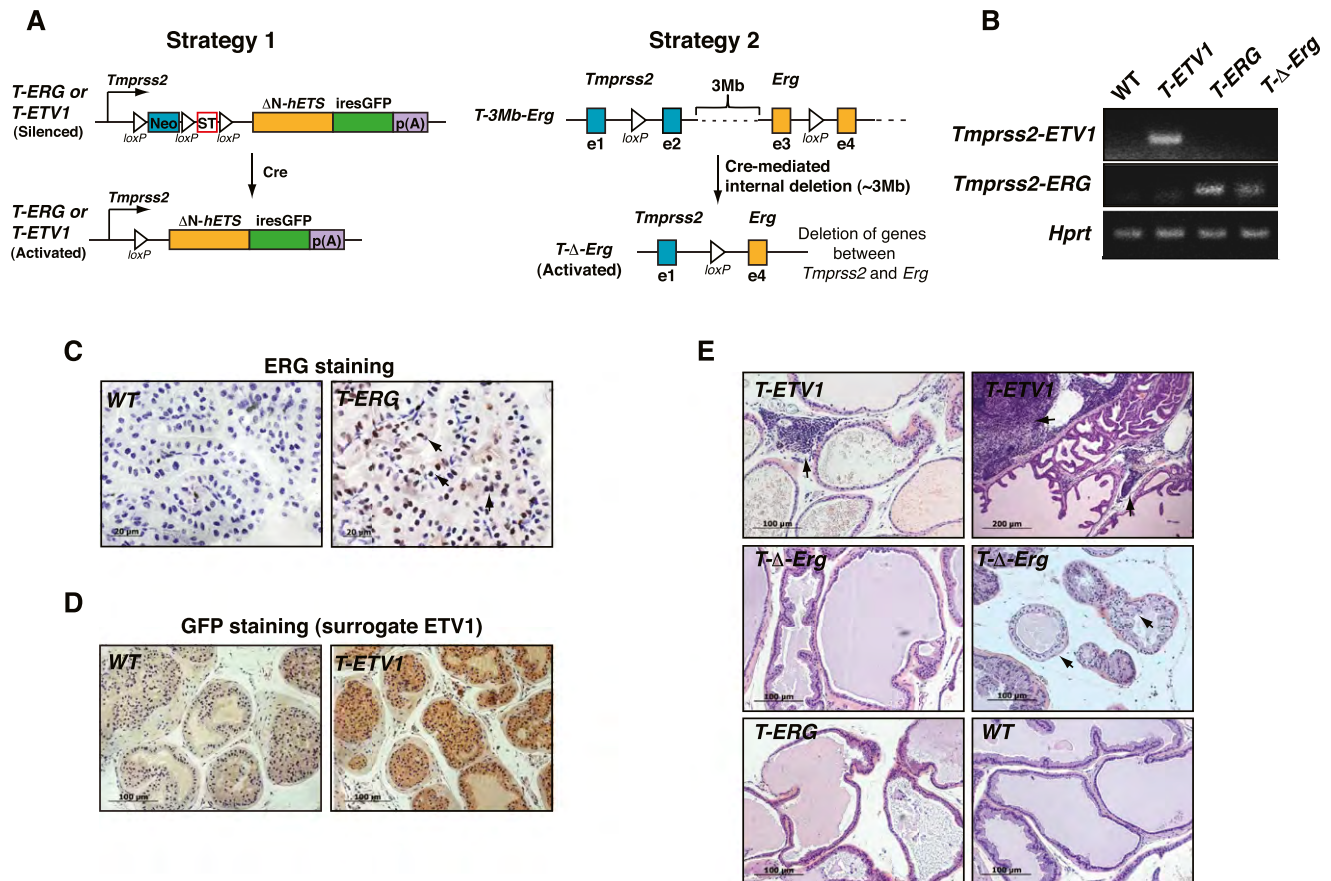 A
Strategy 1
Tmprss2
T-ERG or
T-ETV1
(Silenced)
Neo
ST
ΔN-hETS
iresGFP
p(A)
loxP
loxP
loxP
Cre
T-ERG or
T-ETV1
(Activated)
Tmprss2
ΔN-hETS
iresGFP
p(A)
loxP
Strategy 2
Tmprss2
3Mb
Erg
T-3Mb-Erg
e1
loxP
e2
e3
loxP
e4
Cre-mediated
internal deletion (~3Mb)
Tmprss2
Erg
T-Δ-Erg
(Activated)
e1
loxP
e4
Deletion of genes
between
Tmprss2 and Erg
B
WT
T-ETV1
T-ERG
T-Δ-Erg
Tmprss2-ETV1
Tmprss2-ERG
Hprt
C
ERG staining
WT
20 µm
T-ERG
20 µm
D
GFP staining (surrogate ETV1)
WT
100 µm
T-ETV1
100 µm
E
T-ETV1
100 µm
T-ETV1
200 µm
T-Δ-Erg
100 µm
T-Δ-Erg
100 µm
T-ERG
100 µm
WT
100 µm